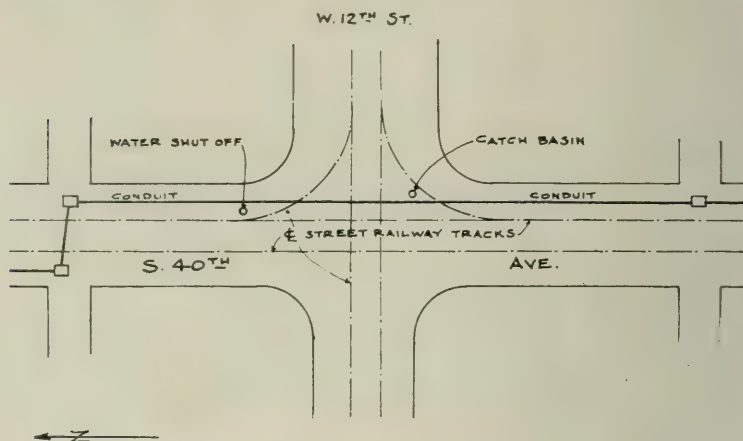 W. 12TH ST.
WATER SHUT OFF
CATCH BASIN
CONDUIT
CONDUIT
℄ STREET RAILWAY TRACKS
S. 40TH
AVE.